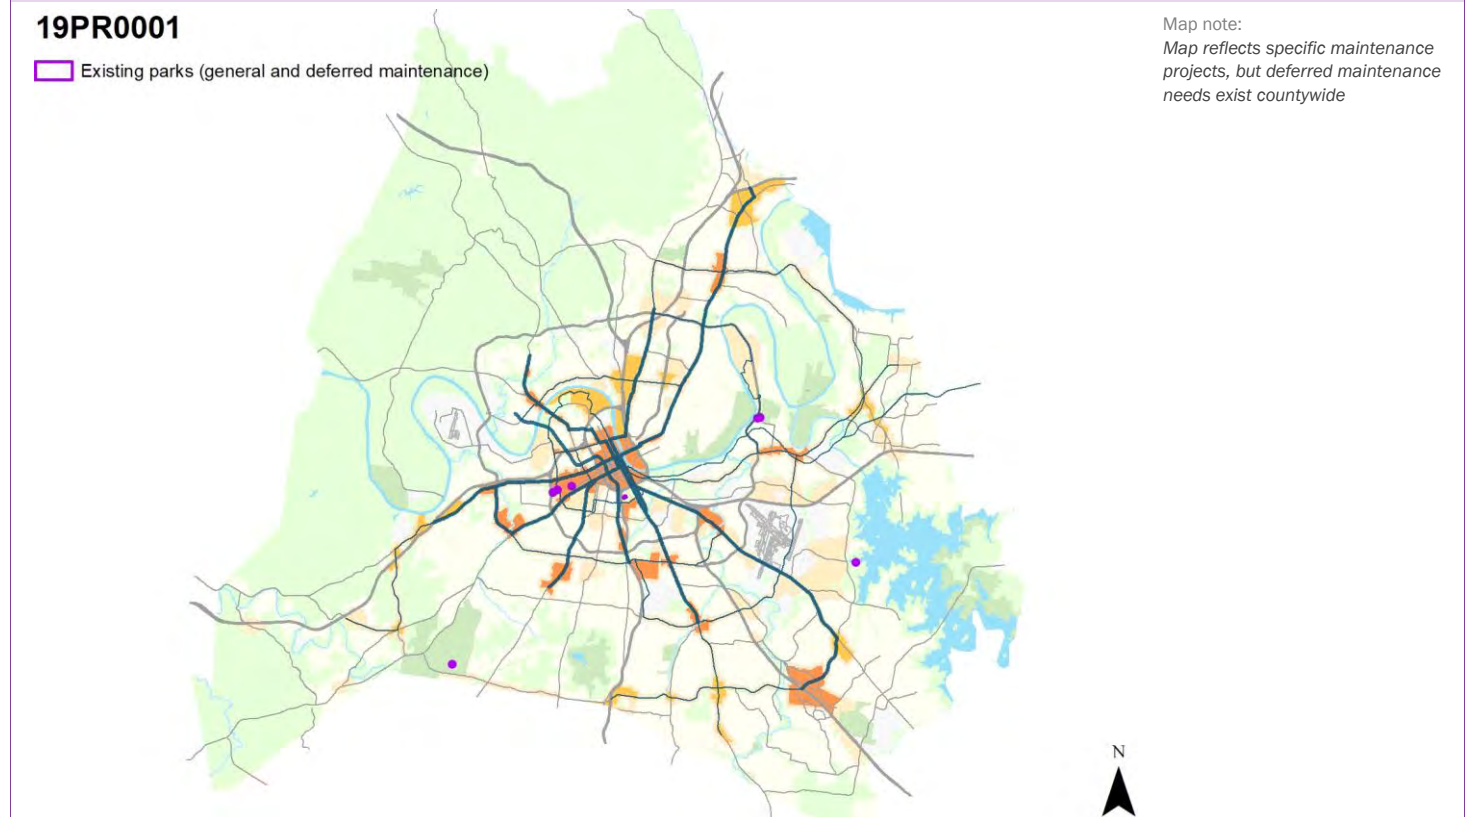 19PR0001
Existing parks (general and deferred maintenance)
Map note:
Map reflects specific maintenance
projects, but deferred maintenance
needs exist countywide
N